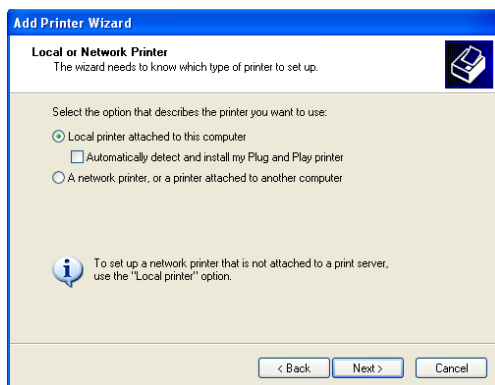 Add Printer Wizard
Local or Network Printer
The wizard needs to know which type of printer to set up.
Select the option that describes the printer you want to use:
Local printer attached to this computer
Automatically detect and install my Plug and Play printer
A network printer, or a printer attached to another computer
To set up a network printer that is not attached to a print server,
use the "Local printer" option.
< Back Next > Cancel